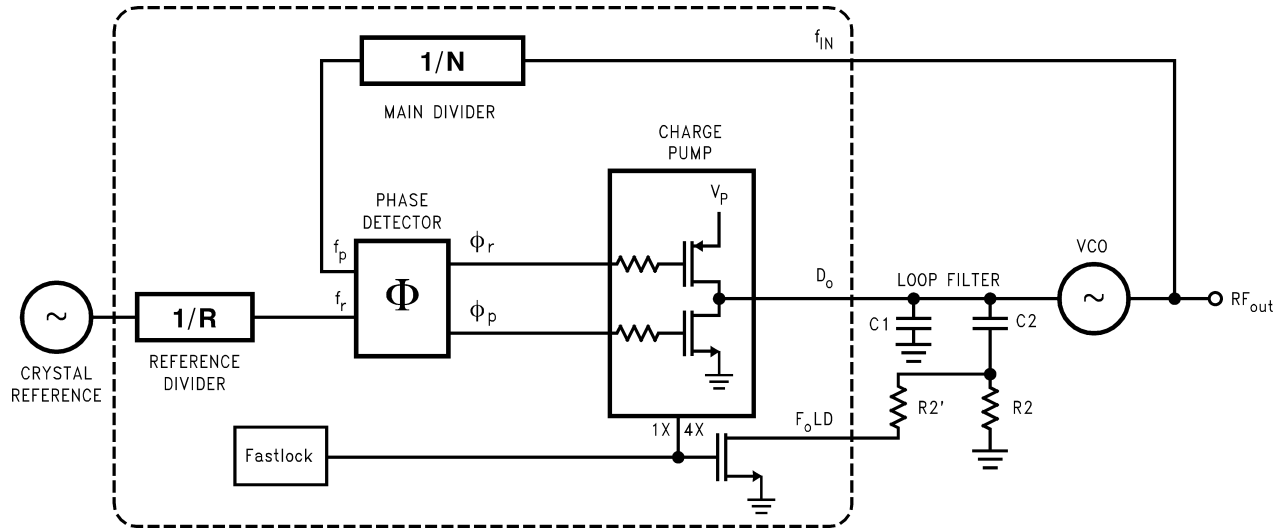 f_IN
1/N
MAIN DIVIDER
CHARGE
PUMP
V_P
PHASE
DETECTOR
f_p
f_r
Φ
ϕ_r
ϕ_p
D_o
LOOP FILTER
VCO
~
RF_out
C1
C2
~
1/R
CRYSTAL
REFERENCE
REFERENCE
DIVIDER
R2'
R2
1X
4X
F_oLD
Fastlock